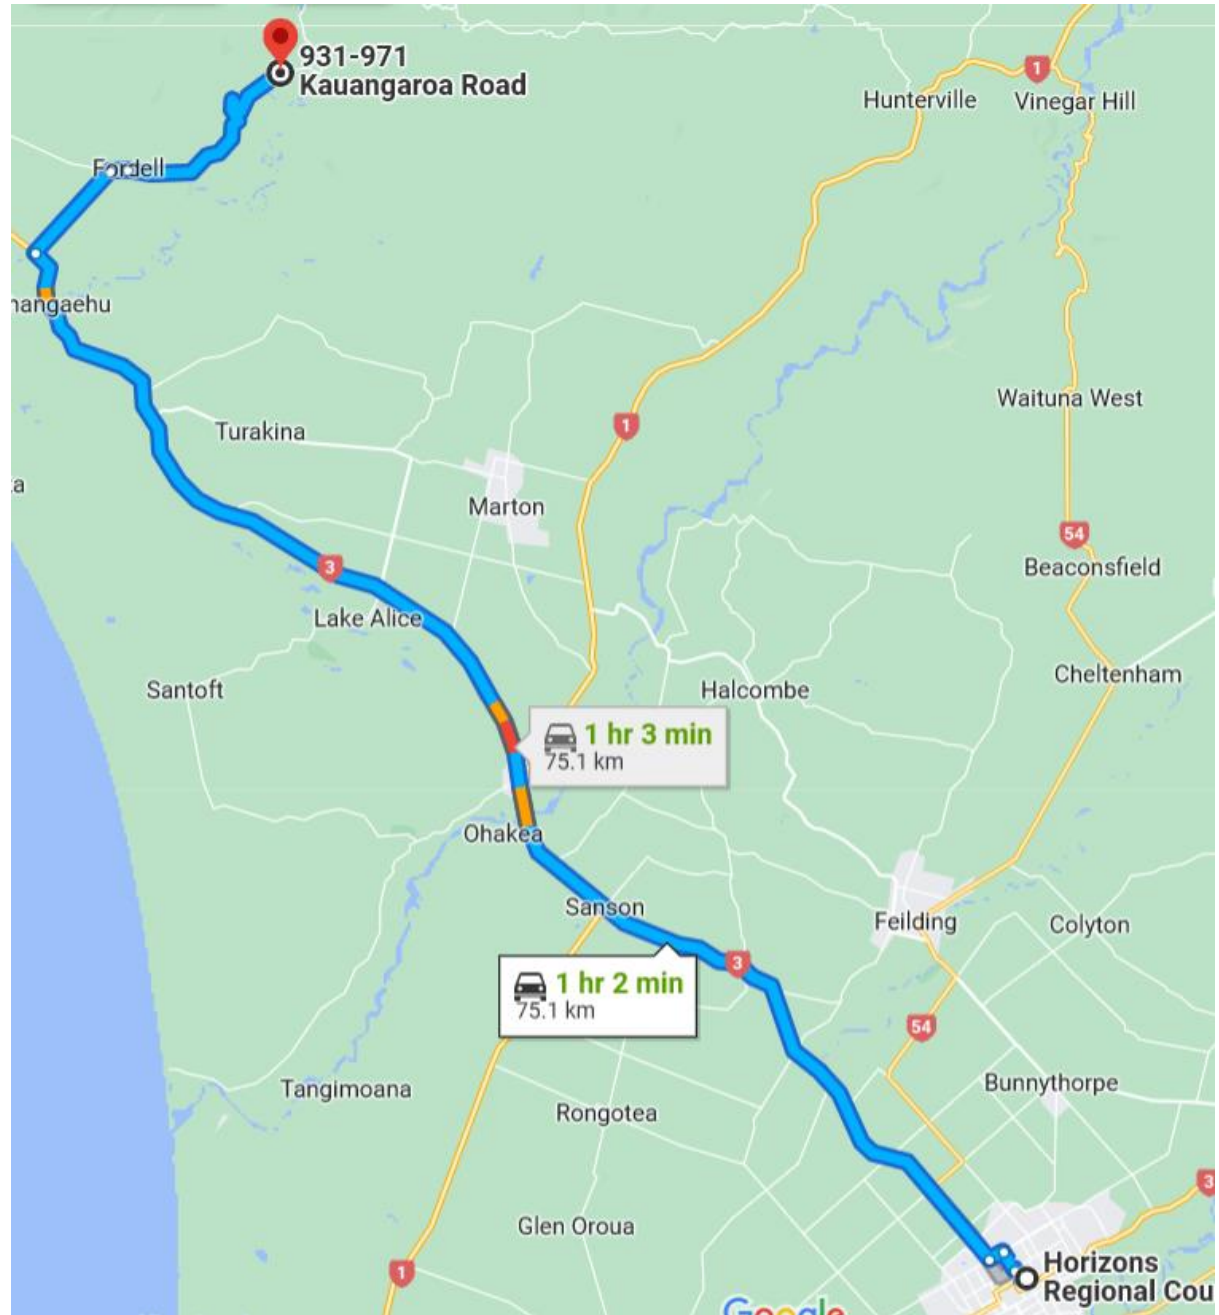 931-971
Kauangaroa Road
1
Hunterville
Vinegar Hill
Fordell
nangaehu
Waituna West
1
Turakina
a
Marton
54
Beaconsfield
3
Lake Alice
Cheltenham
Santoft
Halcombe
1 hr 3 min
75.1 km
Ohakea
Sanson
Feilding
Colyton
3
1 hr 2 min
75.1 km
54
Bunnythorpe
Tangimoana
Rongotea
3
Glen Oroua
Horizons
Regional Cou
1
Google